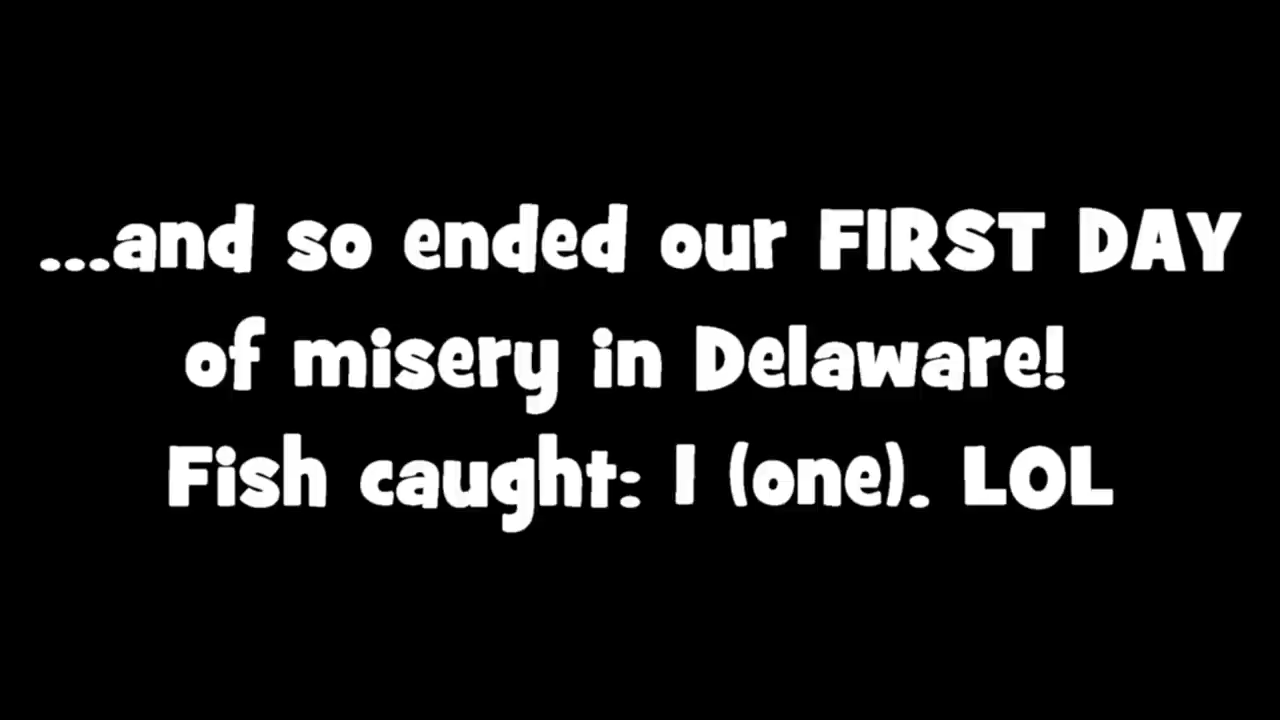 ...and so ended our FIRST DAY
of misery in Delaware!
Fish caught: 1 (one). LOL